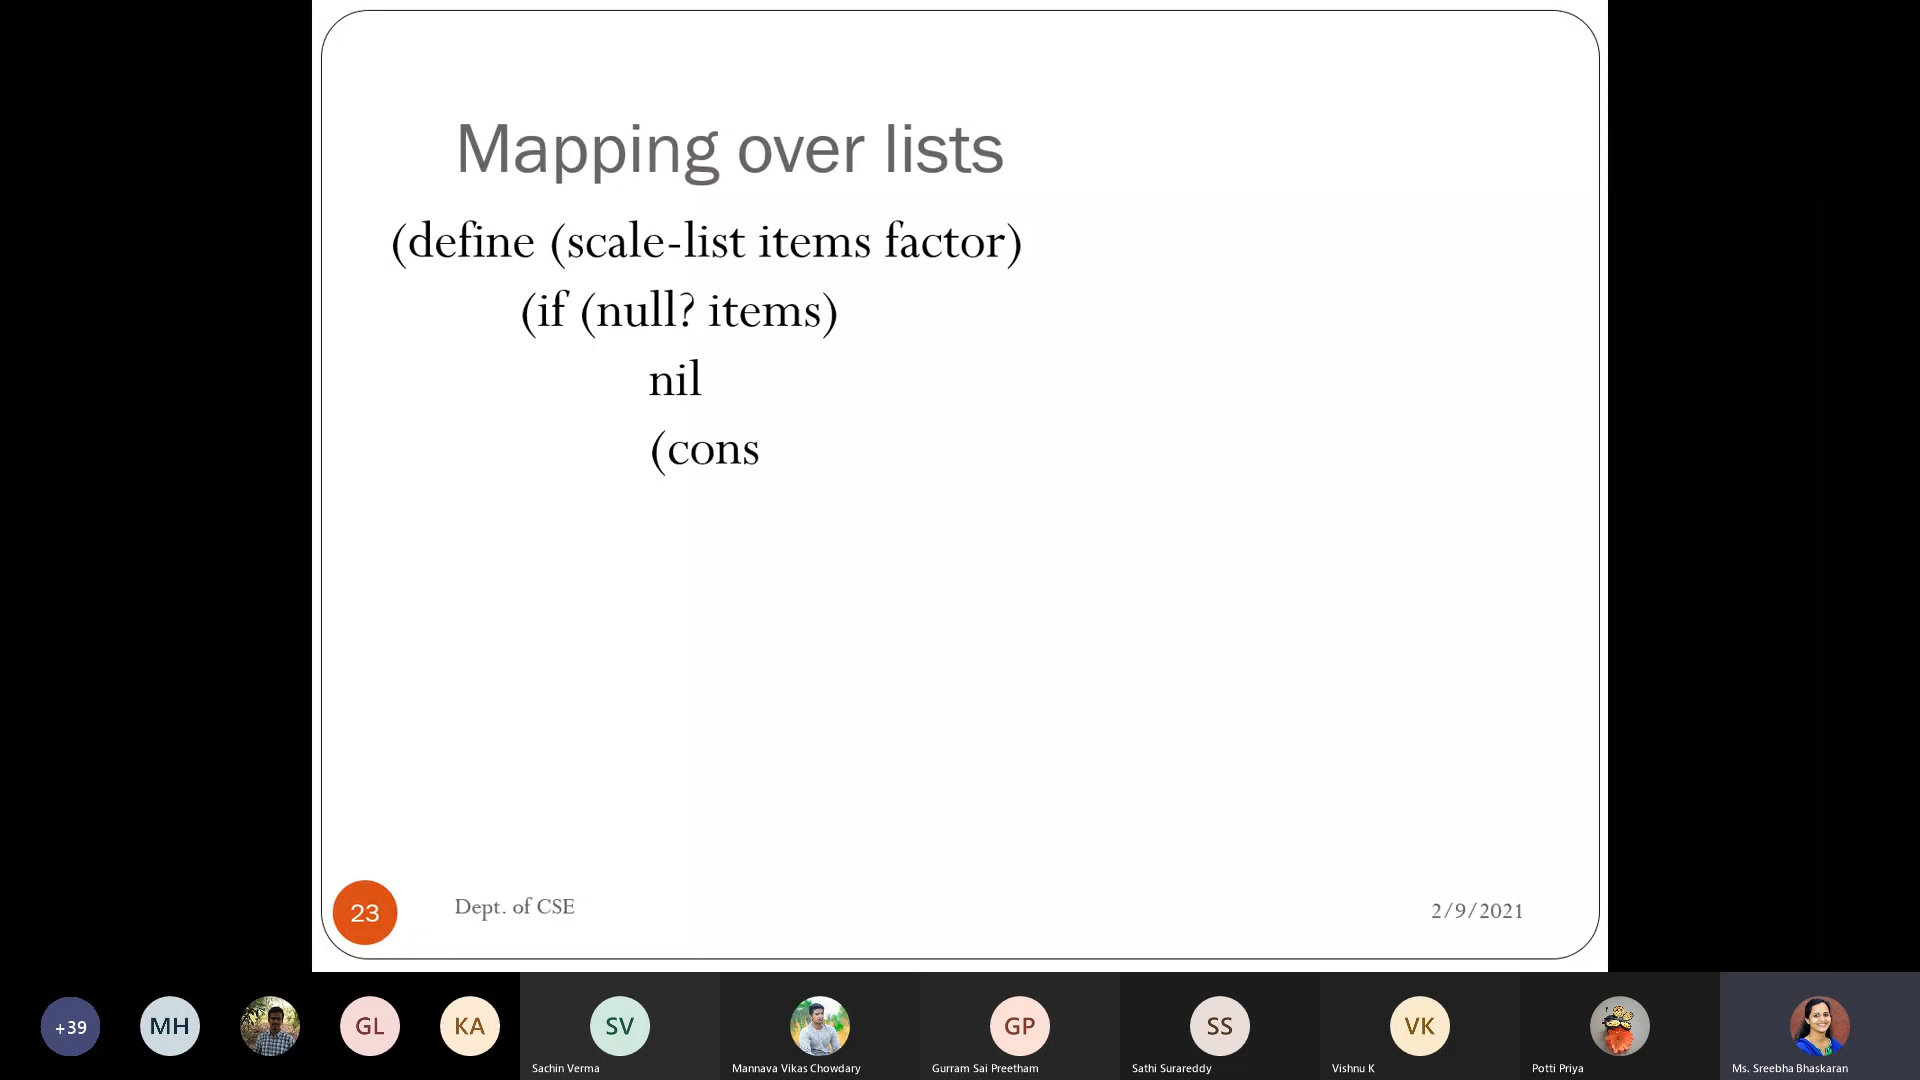 Mapping over lists
(define (scale-list items factor)
(if (null? items)
nil
(cons
23
Dept. of CSE
2/9/2021
+39
MH
GL
KA
SV
GP
SS
VK
Sachin Verma
Mannava Vikas Chowdary
Gurram Sai Preetham
Sathi Surareddy
Vishnu K
Potti Priya
Ms. Sreebha Bhaskaran